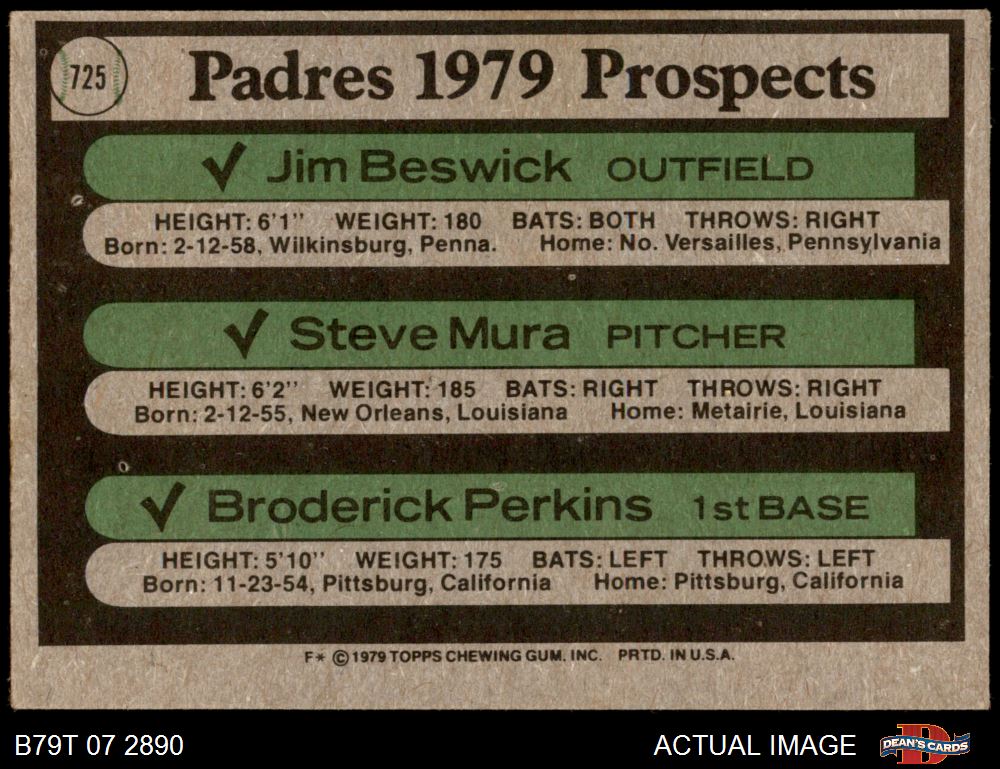 725
Padres 1979 Prospects
✓ Jim Beswick OUTFIELD
HEIGHT: 6'1'' WEIGHT: 180 BATS: BOTH THROWS: RIGHT
Born: 2-12-58, Wilkinsburg, Penna. Home: No. Versailles, Pennsylvania
✓ Steve Mura PITCHER
HEIGHT: 6'2'' WEIGHT: 185 BATS: RIGHT THROWS: RIGHT
Born: 2-12-55, New Orleans, Louisiana Home: Metairie, Louisiana
✓ Broderick Perkins 1st BASE
HEIGHT: 5'10'' WEIGHT: 175 BATS: LEFT THROWS: LEFT
Born: 11-23-54, Pittsburg, California Home: Pittsburg, California
F* © 1979 TOPPS CHEWING GUM, INC. PRTD. IN U.S.A.
B79T 07 2890 ACTUAL IMAGE DEAN'S CARDS